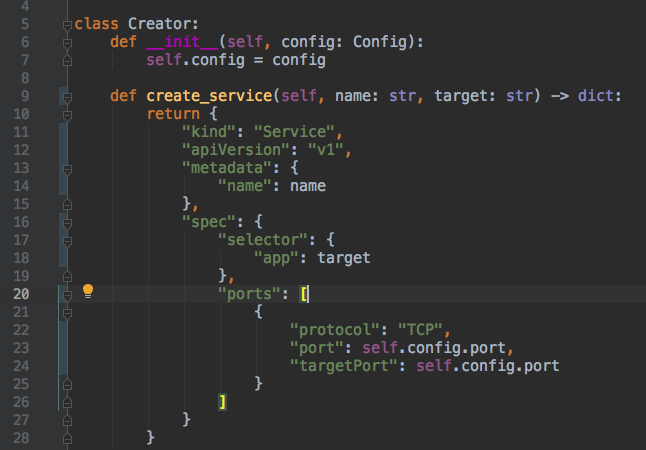 4
5 class Creator:
6     def __init__(self, config: Config):
7         self.config = config
8
9     def create_service(self, name: str, target: str) -> dict:
10         return {
11             "kind": "Service",
12             "apiVersion": "v1",
13             "metadata": {
14                 "name": name
15             },
16             "spec": {
17                 "selector": {
18                     "app": target
19                 },
20                 "ports": [
21                     {
22                         "protocol": "TCP",
23                         "port": self.config.port,
24                         "targetPort": self.config.port
25                     }
26                 ]
27             }
28         }